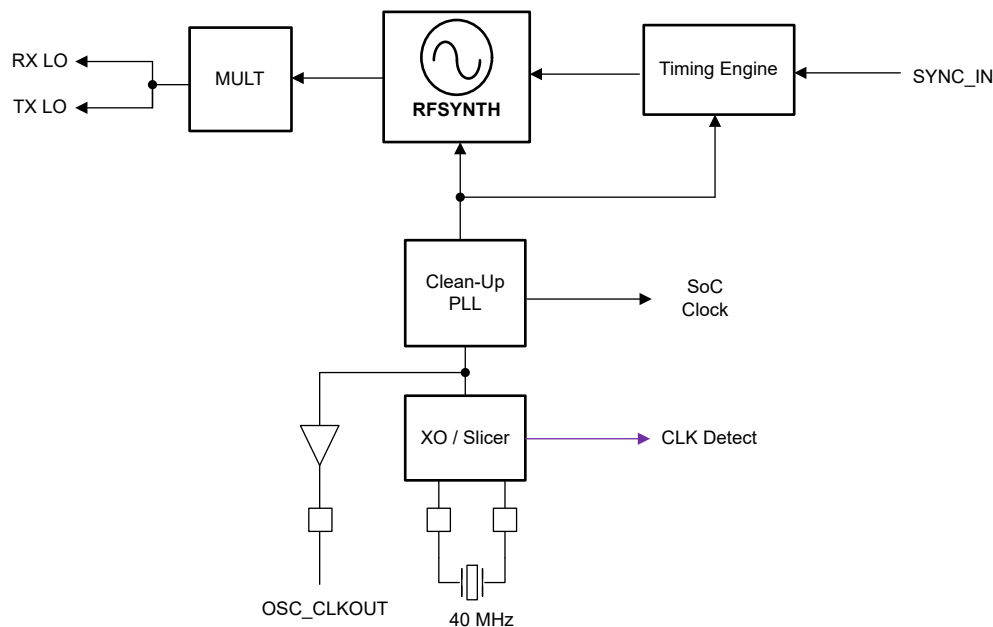 RX LO
TX LO
MULT
RFSYNTH
Timing Engine
SYNC_IN
Clean-Up
PLL
SoC
Clock
XO / Slicer
CLK Detect
OSC_CLKOUT
40 MHz